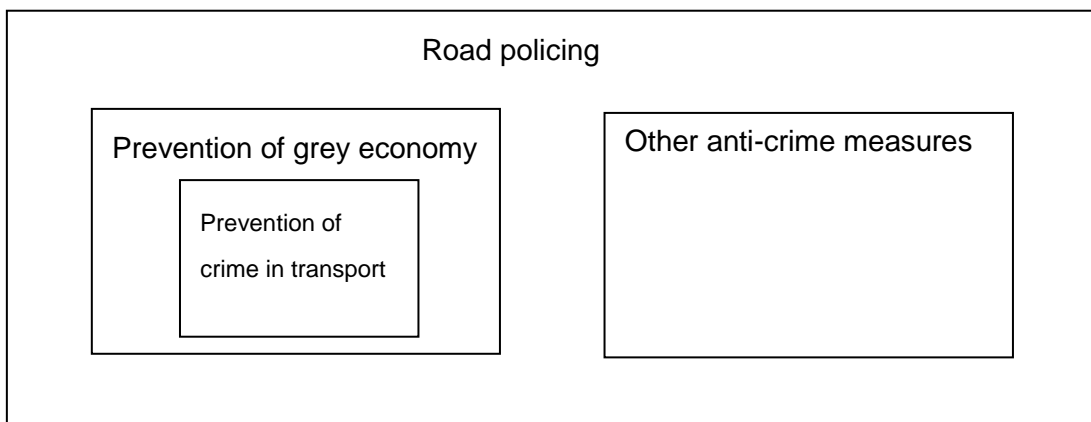 Road policing
Prevention of grey economy
Prevention of
crime in transport
Other anti-crime measures